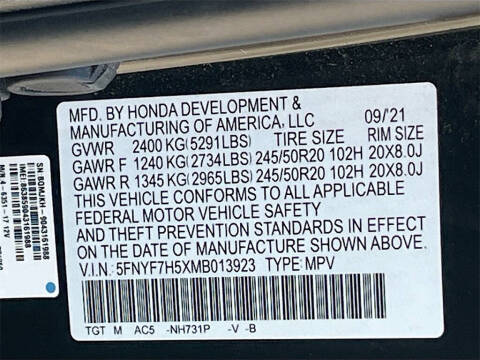 MFD. BY HONDA DEVELOPMENT &
MANUFACTURING OF AMERICA, LLC 09/21
GVWR 2400 KG(5291LBS) TIRE SIZE RIM SIZE
GAWR F 1240 KG(2734LBS) 245/50R20 102H 20X8.0J
GAWR R 1345 KG(2965LBS) 245/50R20 102H 20X8.0J
THIS VEHICLE CONFORMS TO ALL APPLICABLE
FEDERAL MOTOR VEHICLE SAFETY
AND THEFT PREVENTION STANDARDS IN EFFECT
ON THE DATE OF MANUFACTURE SHOWN ABOVE.
V.I.N: 5FNYF7H5XMB013923 TYPE: MPV
TGT M AC5 -NH731P -V -B